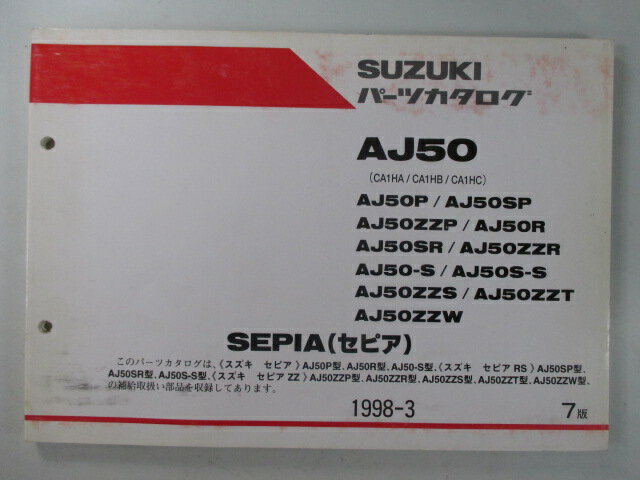 SUZUKI
パーツカタログ
AJ50
(CA1HA / CA1HB / CA1HC)
AJ50P / AJ50SP
AJ50ZZP / AJ50R
AJ50SR / AJ50ZZR
AJ50-S / AJ50S-S
AJ50ZZS / AJ50ZZT
AJ50ZZW
SEPIA(セピア)
このパーツカタログは、《スズキ セピア》AJ50P型、AJ50R型、AJ50-S型、《スズキ セピア RS》AJ50SP型、
AJ50SR型、AJ50S-S型、《スズキ セピア ZZ》AJ50ZZP型、AJ50ZZR型、AJ50ZZS型、AJ50ZZT型、AJ50ZZW型、
の補給取扱い部品を収録してあります。
1998-3 7版